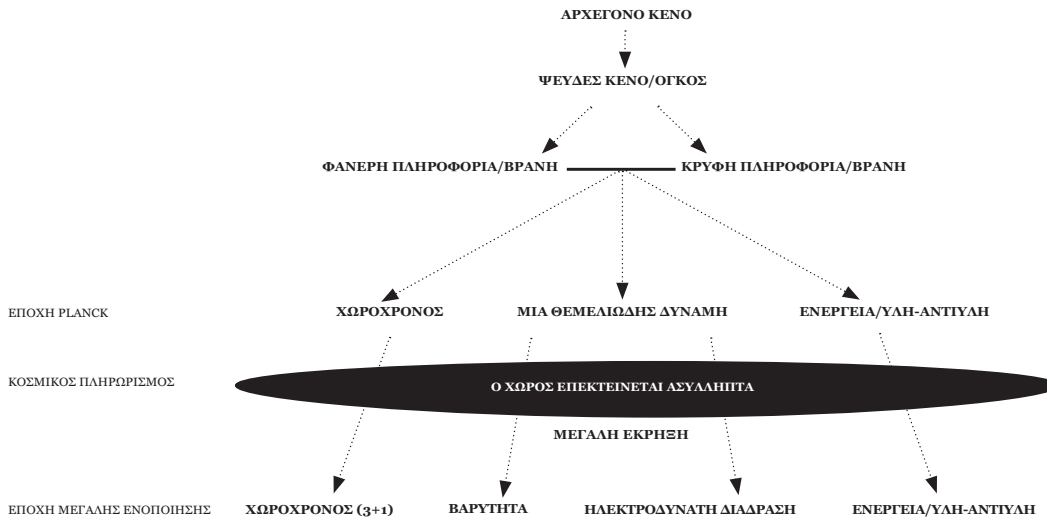 ΑΡΧΕΓΟΝΟ ΚΕΝΟ
ΨΕΥΔΕΣ ΚΕΝΟ/ΟΓΚΟΣ
ΦΑΝΕΡΗ ΠΛΗΡΟΦΟΡΙΑ/ΒΡΑΝΗ ΚΡΥΦΗ ΠΛΗΡΟΦΟΡΙΑ/ΒΡΑΝΗ
ΕΠΟΧΗ PLANCK ΧΩΡΟΧΡΟΝΟΣ ΜΙΑ ΘΕΜΕΛΙΩΔΗΣ ΔΥΝΑΜΗ ΕΝΕΡΓΕΙΑ/ΥΛΗ-ΑΝΤΙΥΛΗ
ΚΟΣΜΙΚΟΣ ΠΛΗΡΩΡΙΣΜΟΣ Ο ΧΩΡΟΣ ΕΠΕΚΤΕΙΝΕΤΑΙ ΑΣΥΛΛΗΠΤΑ
ΜΕΓΑΛΗ ΕΚΡΗΞΗ
ΕΠΟΧΗ ΜΕΓΑΛΗΣ ΕΝΟΠΟΙΗΣΗΣ ΧΩΡΟΧΡΟΝΟΣ (3+1) ΒΑΡΥΤΗΤΑ ΗΛΕΚΤΡΟΔΥΝΑΤΗ ΔΙΑΔΡΑΣΗ ΕΝΕΡΓΕΙΑ/ΥΛΗ-ΑΝΤΙΥΛΗ